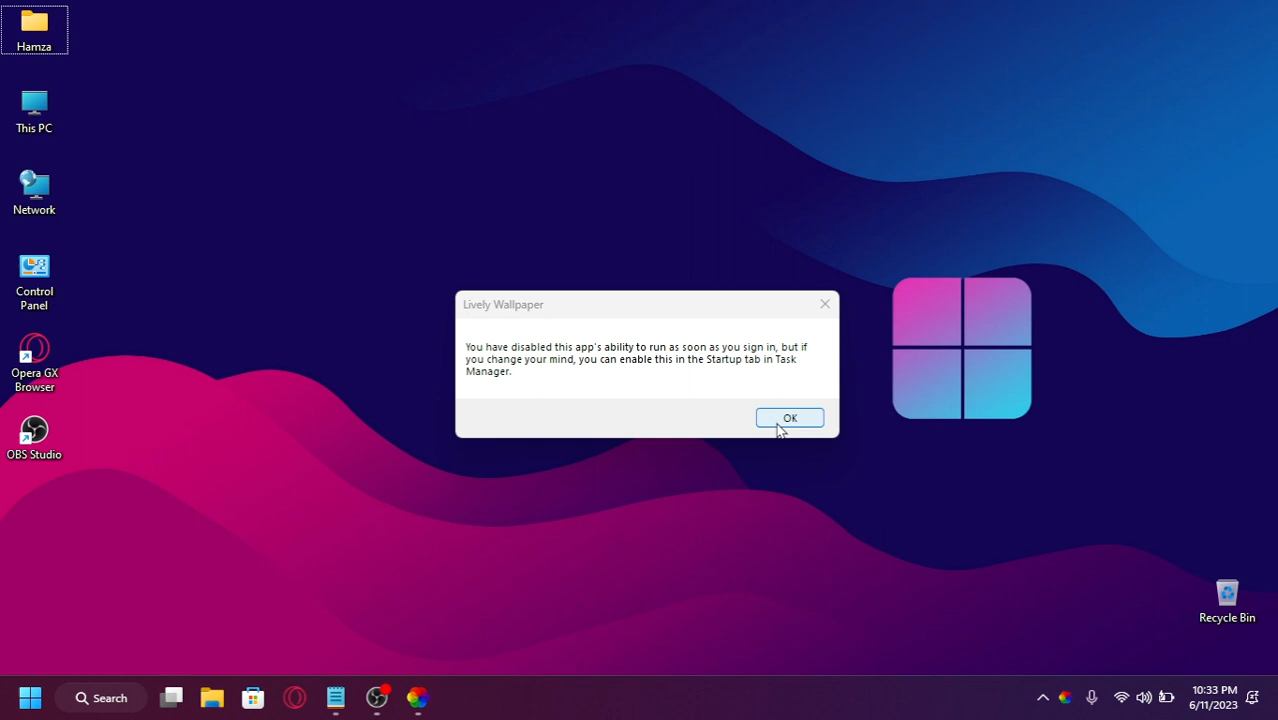 Hamza
This PC
Network
Control
Panel
Opera GX
Browser
OBS Studio
Lively Wallpaper
You have disabled this app's ability to run as soon as you sign in, but if
you change your mind, you can enable this in the Startup tab in Task
Manager.
OK
Recycle Bin
Search
10:33 PM
6/11/2023